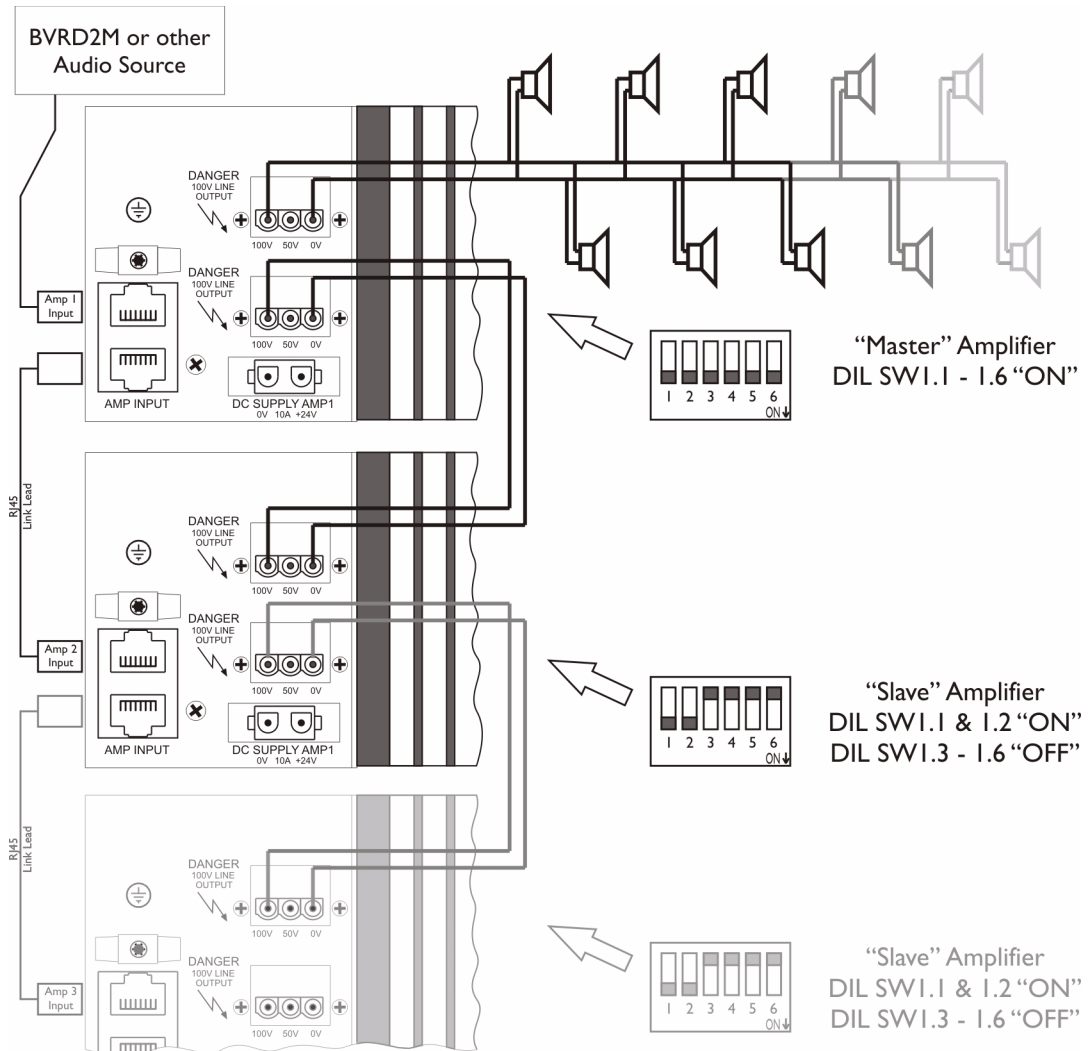 BVRD2M or other
Audio Source
DANGER
100V LINE
OUTPUT
100V 50V 0V
DANGER
100V LINE
OUTPUT
Amp 1
Input
100V 50V 0V
AMP INPUT
DC SUPPLY AMP1
0V 10A +24V
1 2 3 4 5 6
ON
“Master” Amplifier
DIL SW1.1 - 1.6 “ON”
RJ45
Link Lead
DANGER
100V LINE
OUTPUT
100V 50V 0V
DANGER
100V LINE
OUTPUT
Amp 2
Input
100V 50V 0V
AMP INPUT
DC SUPPLY AMP1
0V 10A +24V
1 2 3 4 5 6
ON
“Slave” Amplifier
DIL SW1.1 & 1.2 “ON”
DIL SW1.3 - 1.6 “OFF”
RJ45
Link Lead
DANGER
100V LINE
OUTPUT
100V 50V 0V
DANGER
100V LINE
OUTPUT
Amp 3
Input
100V 50V 0V
1 2 3 4 5 6
ON
“Slave” Amplifier
DIL SW1.1 & 1.2 “ON”
DIL SW1.3 - 1.6 “OFF”